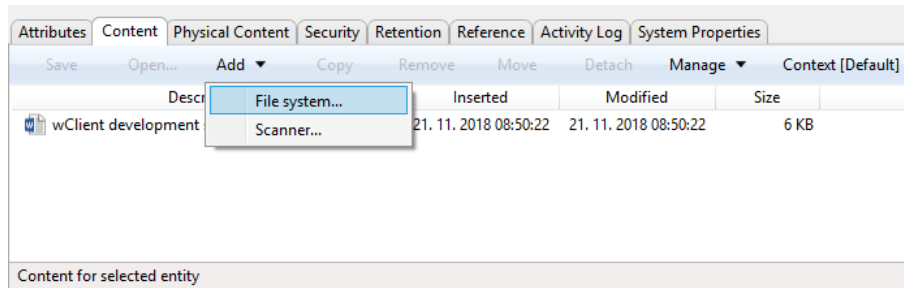 Attributes Content Physical Content Security Retention Reference Activity Log System Properties
Save Open... Add Copy Remove Move Detach Manage Context [Default]
Descr Inserted Modified Size
File system...
wClient development 21. 11. 2018 08:50:22 21. 11. 2018 08:50:22 6 KB
Scanner...
Content for selected entity